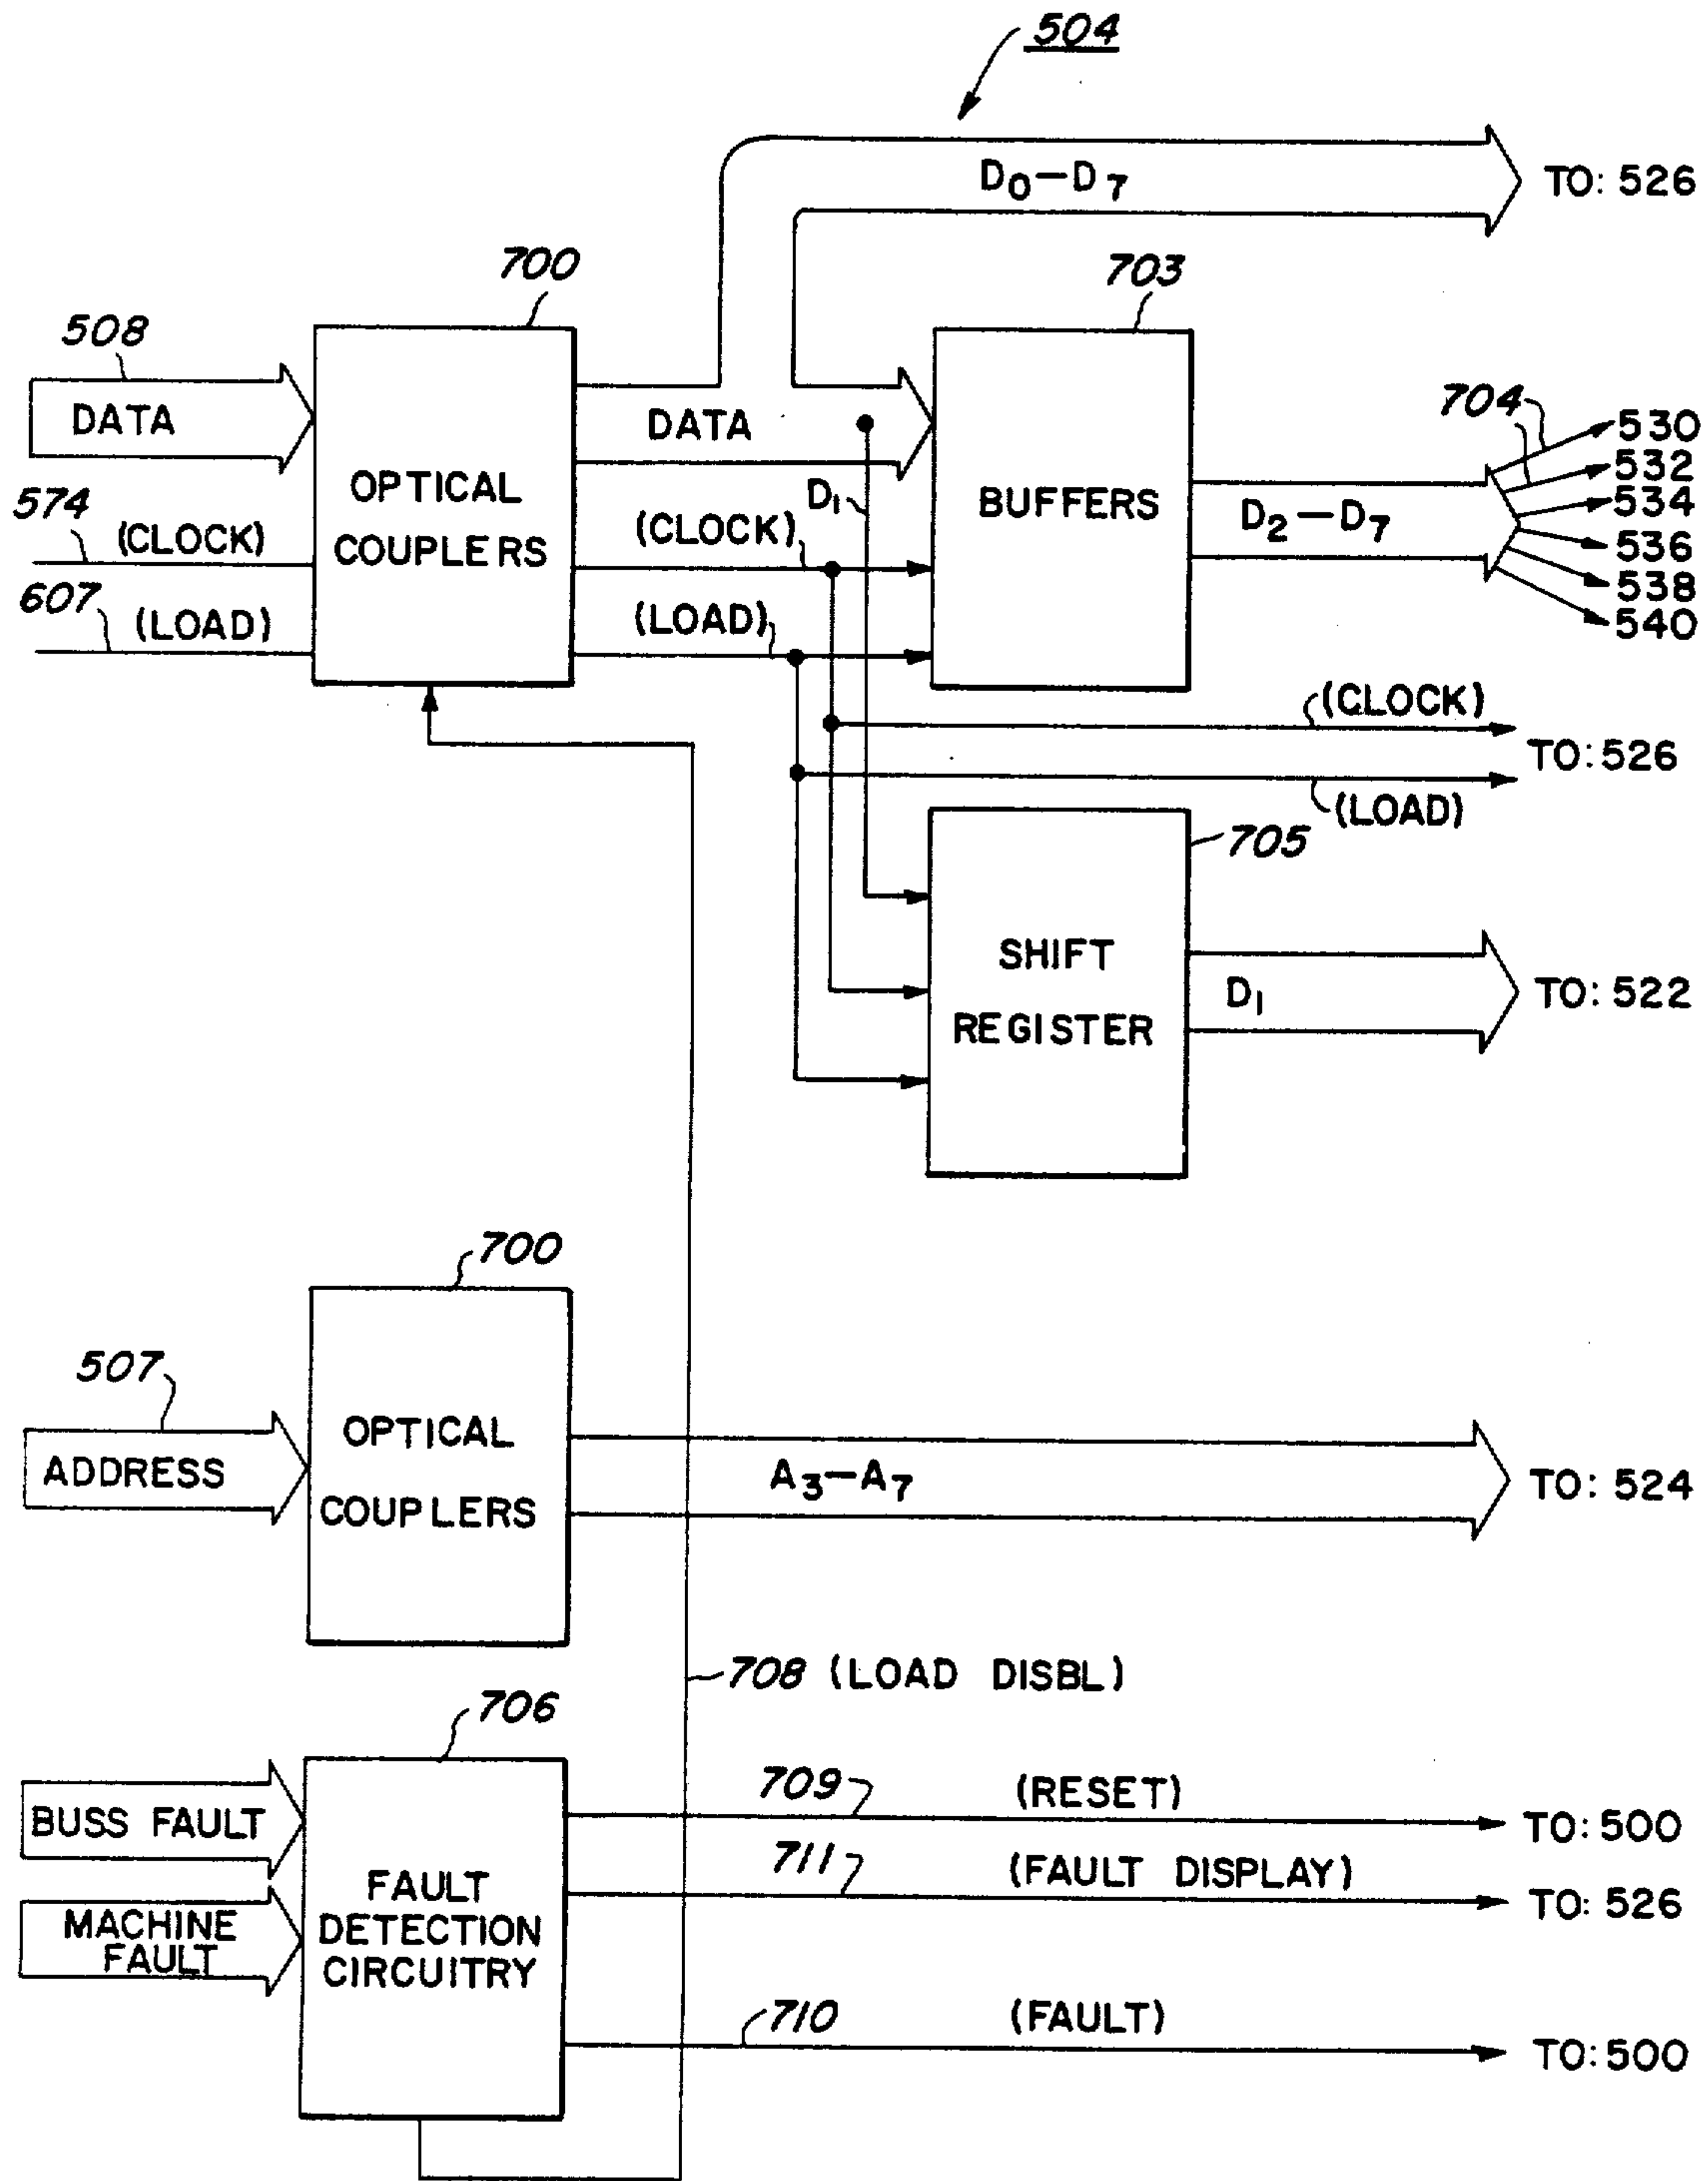 504
D0–D7
TO: 526
700
703
508
DATA
DATA
704
530
532
534
536
538
540
D1
OPTICAL
COUPLERS
BUFFERS
D2–D7
574
(CLOCK)
(CLOCK)
607
(LOAD)
(LOAD)
(CLOCK)
TO: 526
(LOAD)
705
SHIFT
REGISTER
D1
TO: 522
700
507
ADDRESS
OPTICAL
COUPLERS
A3–A7
TO: 524
708 (LOAD DISBL)
706
BUSS FAULT
709
(RESET)
TO: 500
711
(FAULT DISPLAY)
TO: 526
MACHINE
FAULT
FAULT
DETECTION
CIRCUITRY
710
(FAULT)
TO: 500